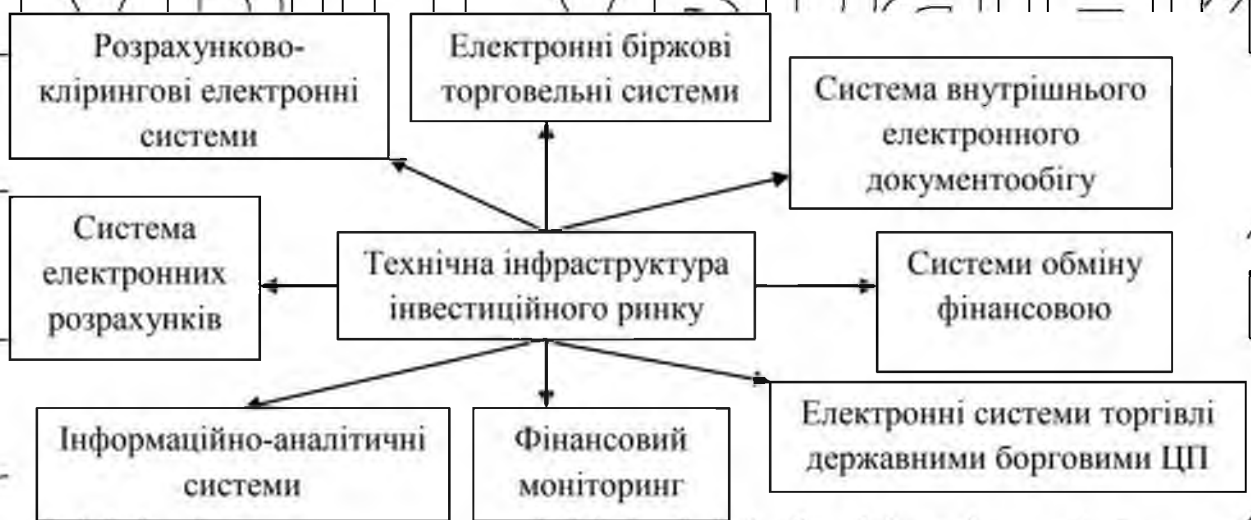 Розрахунково-
клірингові електронні
системи
Електронні біржові
торговельні системи
Система внутрішнього
електронного
документообігу
Система
електронних
розрахунків
Технічна інфраструктура
інвестиційного ринку
Системи обміну
фінансовою
Інформаційно-аналітичні
системи
Фінансовий
моніторинг
Електронні системи торгівлі
державними борговими ЦП